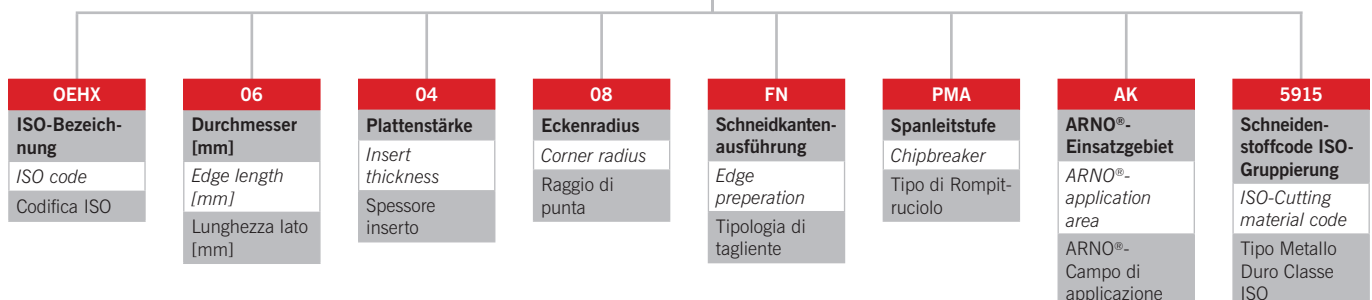 OEHX
ISO-Bezeich-
nung
ISO code
Codifica ISO
06
Durchmesser
[mm]
Edge length
[mm]
Lunghezza lato
[mm]
04
Plattenstärke
Insert
thickness
Spessore
inserto
08
Eckenradius
Corner radius
Raggio di
punta
FN
Schneidkanten-
ausführung
Edge
preperation
Tipologia di
tagliente
PMA
Spanleitstufe
Chipbreaker
Tipo di Rompit-
ruciolo
AK
ARNO®-
Einsatzgebiet
ARNO®-
application
area
ARNO®-
Campo di
applicazione
5915
Schneiden-
stoffcode ISO-
Gruppierung
ISO-Cutting
material code
Tipo Metallo
Duro Classe
ISO